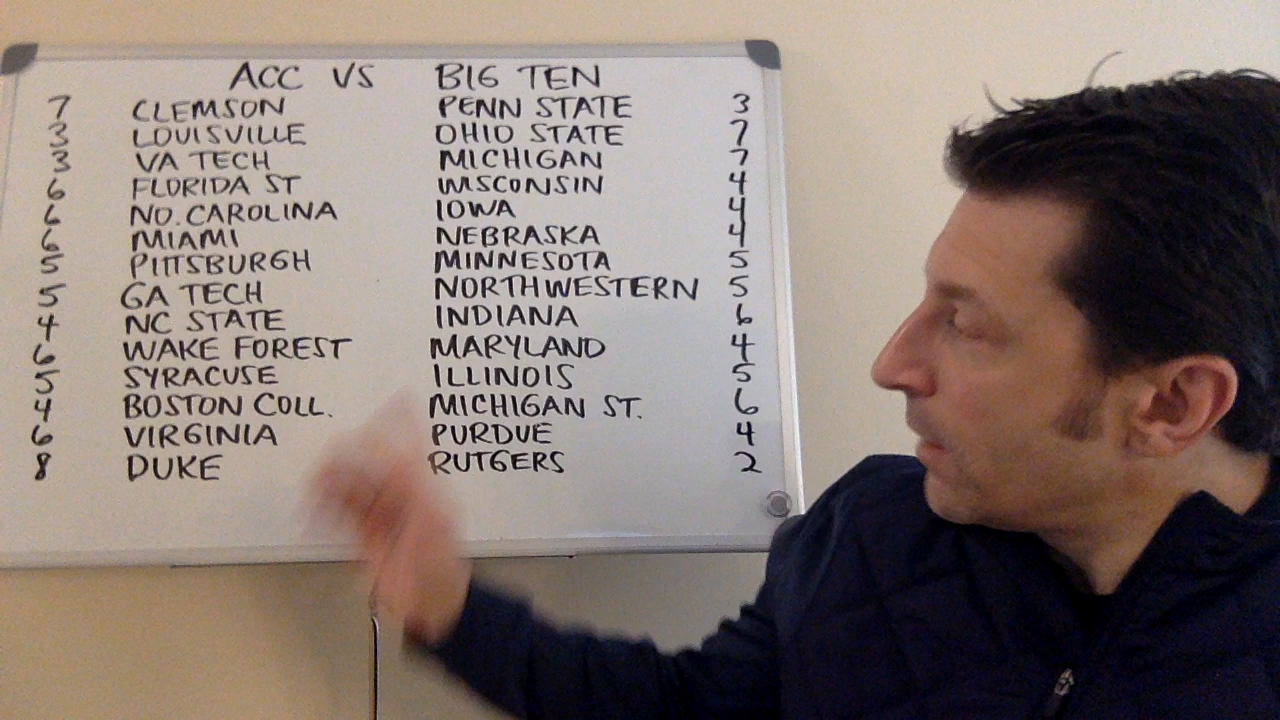 ACC VS BIG TEN
7 CLEMSON PENN STATE 3
3 LOUISVILLE OHIO STATE 7
3 VA TECH MICHIGAN 7
6 FLORIDA ST WISCONSIN 4
6 NO. CAROLINA IOWA 4
6 MIAMI NEBRASKA 4
5 PITTSBURGH MINNESOTA 5
5 GA TECH NORTHWESTERN 5
4 NC STATE INDIANA 6
6 WAKE FOREST MARYLAND 4
5 SYRACUSE ILLINOIS 5
4 BOSTON COLL. MICHIGAN ST. 6
6 VIRGINIA PURDUE 4
8 DUKE RUTGERS 2